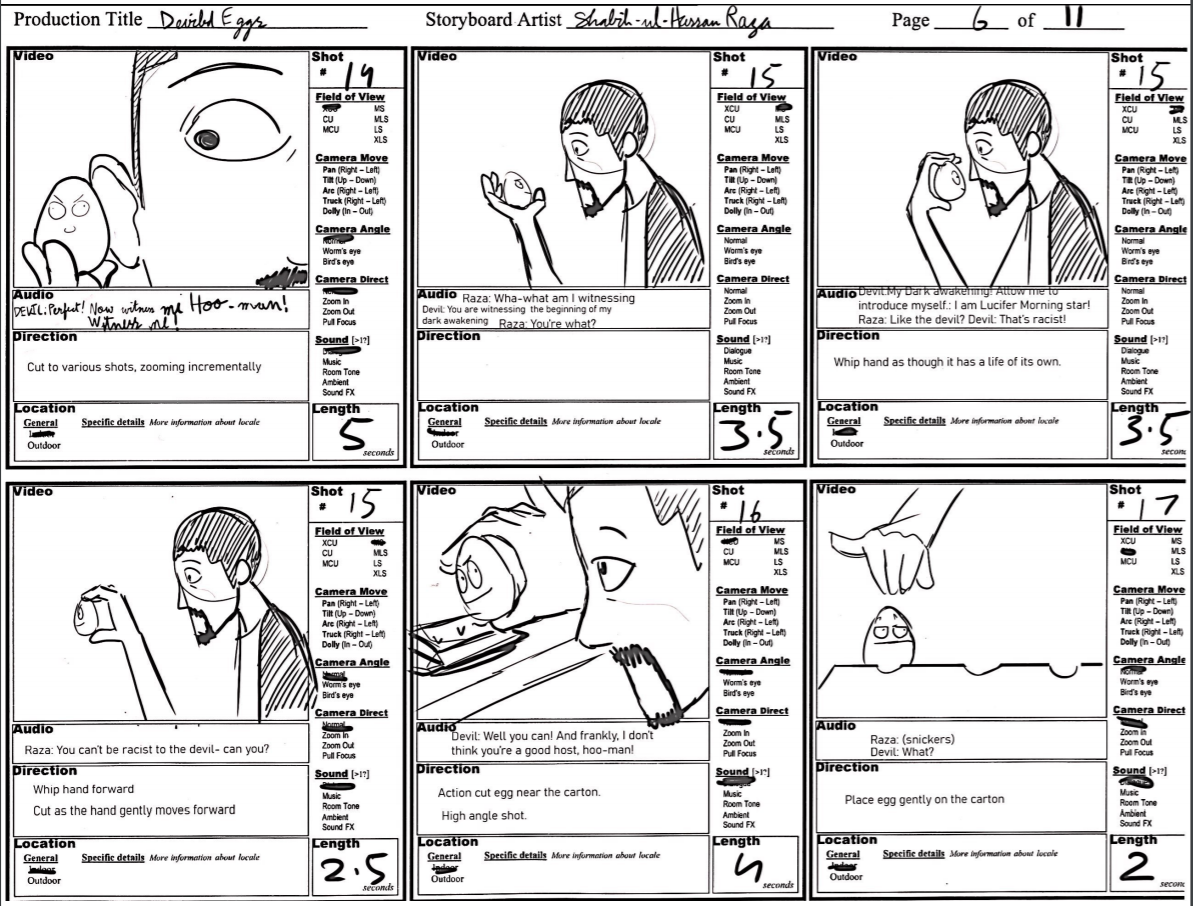 Production Title Devield Eggs Storyboard Artist Shabih-ul-Hassan Raza Page 6 of 11
Video
Shot
# 14
Field of View
MS
CU MLS
MCU LS
XLS
Camera Move
Pan (Right – Left)
Tilt (Up – Down)
Arc (Right – Left)
Truck (Right – Left)
Dolly (In – Out)
Camera Angle
Normal
Worm's eye
Bird's eye
Camera Direct
Zoom In
Zoom Out
Pull Focus
Audio
DEVIL: Perfect! Now witness me Hoo-man!
Witness me!
Sound [>1?]
Music
Room Tone
Ambient
Sound FX
Direction
Cut to various shots, zooming incrementally
Location
General Specific details More information about locale
Indoor
Outdoor
Length
5
seconds
Video
Shot
# 15
Field of View
XCU
CU MLS
MCU LS
XLS
Camera Move
Pan (Right – Left)
Tilt (Up – Down)
Arc (Right – Left)
Truck (Right – Left)
Dolly (In – Out)
Camera Angle
Normal
Worm's eye
Bird's eye
Camera Direct
Normal
Zoom In
Zoom Out
Pull Focus
Audio
Raza: Wha-what am I witnessing
Devil: You are witnessing the beginning of my
dark awakening Raza: You're what?
Sound [>1?]
Dialogue
Music
Room Tone
Ambient
Sound FX
Direction
Location
General Specific details More information about locale
Indoor
Outdoor
Length
3.5
seconds
Video
Shot
# 15
Field of View
XCU
CU MLS
MCU LS
XLS
Camera Move
Pan (Right – Left)
Tilt (Up – Down)
Arc (Right – Left)
Truck (Right – Left)
Dolly (In – Out)
Camera Angle
Normal
Worm's eye
Bird's eye
Camera Direct
Normal
Zoom In
Zoom Out
Pull Focus
Audio
Devil:My Dark awakening! Allow me to
introduce myself.: I am Lucifer Morning star!
Raza: Like the devil? Devil: That's racist!
Sound [>1?]
Dialogue
Music
Room Tone
Ambient
Sound FX
Direction
Whip hand as though it has a life of its own.
Location
General Specific details More information about locale
Outdoor
Length
3.5
secon
Video
Shot
# 15
Field of View
XCU
CU MLS
MCU LS
XLS
Camera Move
Pan (Right – Left)
Tilt (Up – Down)
Arc (Right – Left)
Truck (Right – Left)
Dolly (In – Out)
Camera Angle
Normal
Worm's eye
Bird's eye
Camera Direct
Normal
Zoom In
Zoom Out
Pull Focus
Audio
Raza: You can't be racist to the devil- can you?
Sound [>1?]
Music
Room Tone
Ambient
Sound FX
Direction
Whip hand forward
Cut as the hand gently moves forward
Location
General Specific details More information about locale
Indoor
Outdoor
Length
2.5
seconds
Video
Shot
# 16
Field of View
MS
CU MLS
MCU LS
XLS
Camera Move
Pan (Right – Left)
Tilt (Up – Down)
Arc (Right – Left)
Truck (Right – Left)
Dolly (In – Out)
Camera Angle
Worm's eye
Bird's eye
Camera Direct
Zoom In
Zoom Out
Pull Focus
Audio
Devil: Well you can! And frankly, I don't
think you're a good host, hoo-man!
Sound [>1?]
Music
Room Tone
Ambient
Sound FX
Direction
Action cut egg near the carton.
High angle shot.
Location
General Specific details More information about locale
Indoor
Outdoor
Length
4
seconds
Video
Shot
# 17
Field of View
XCU MS
MLS
MCU LS
XLS
Camera Move
Pan (Right – Left)
Tilt (Up – Down)
Arc (Right – Left)
Truck (Right – Left)
Dolly (In – Out)
Camera Angle
Normal
Worm's eye
Bird's eye
Camera Direct
Zoom In
Zoom Out
Pull Focus
Audio
Raza: (snickers)
Devil: What?
Sound [>1?]
Music
Room Tone
Ambient
Sound FX
Direction
Place egg gently on the carton
Location
General Specific details More information about locale
Indoor
Outdoor
Length
2
secon